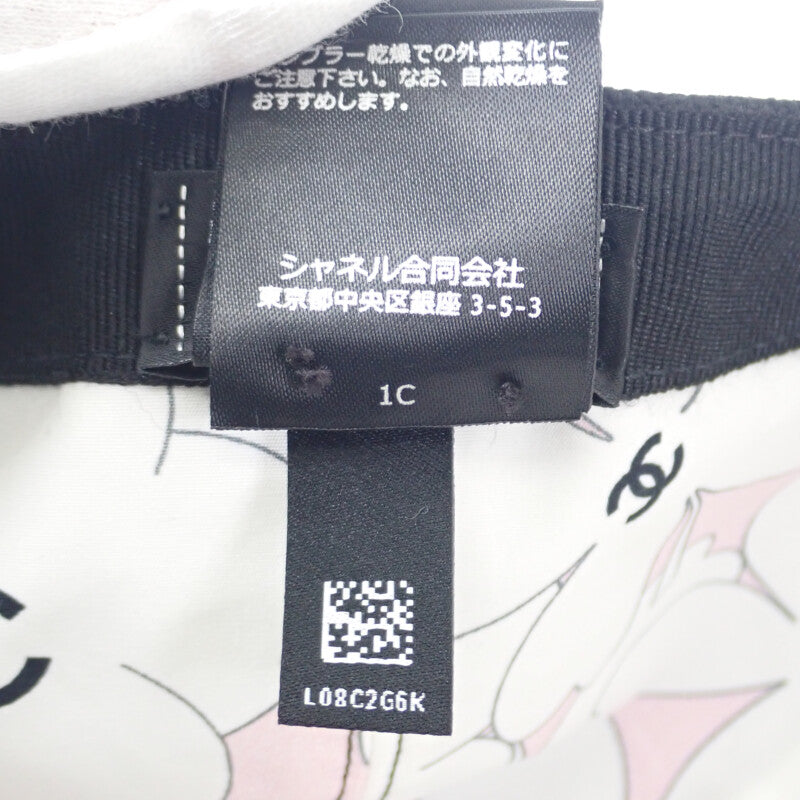 タンブラー乾燥での外観変化に
ご注意下さい。なお、自然乾燥を
おすすめします。
シャネル合同会社
東京都中央区銀座 3-5-3
1C
L08C2G6K